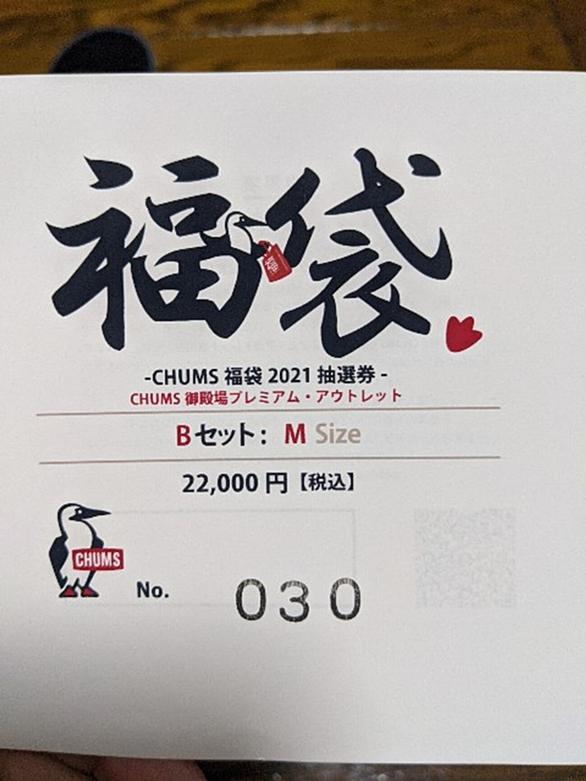 福袋
-CHUMS 福袋 2021 抽選券 -
CHUMS 御殿場プレミアム・アウトレット
Bセット： M Size
22,000 円【税込】
CHUMS
No. 030